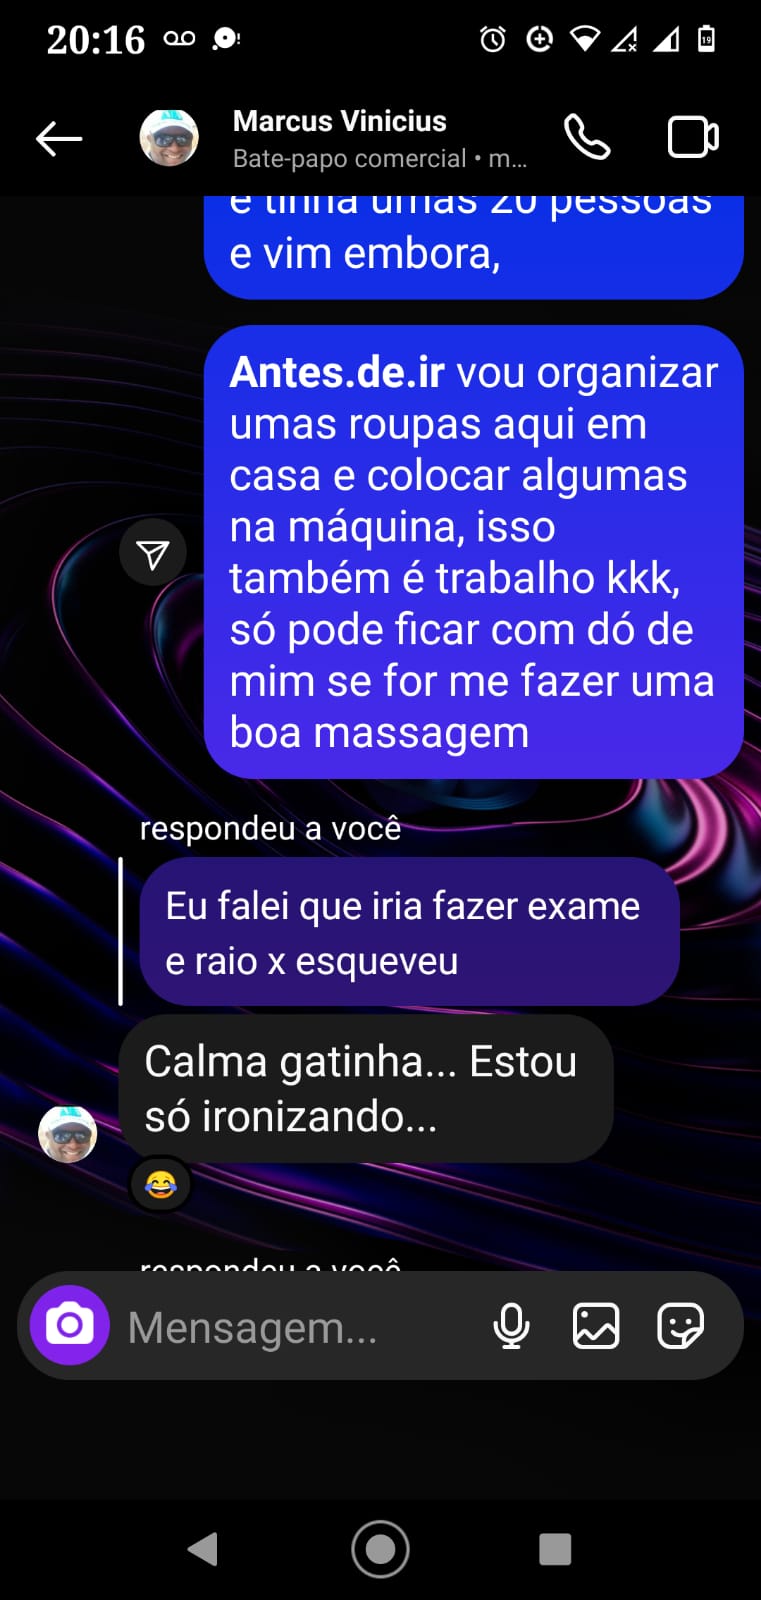 20:16
19
Marcus Vinicius
Bate-papo comercial • m...
e tinha umas 20 pessoas
e vim embora,
Antes.de.ir vou organizar
umas roupas aqui em
casa e colocar algumas
na máquina, isso
também é trabalho kkk,
só pode ficar com dó de
mim se for me fazer uma
boa massagem
respondeu a você
Eu falei que iria fazer exame
e raio x esqueveu
Calma gatinha... Estou
só ironizando...
respondeu a você
Mensagem...